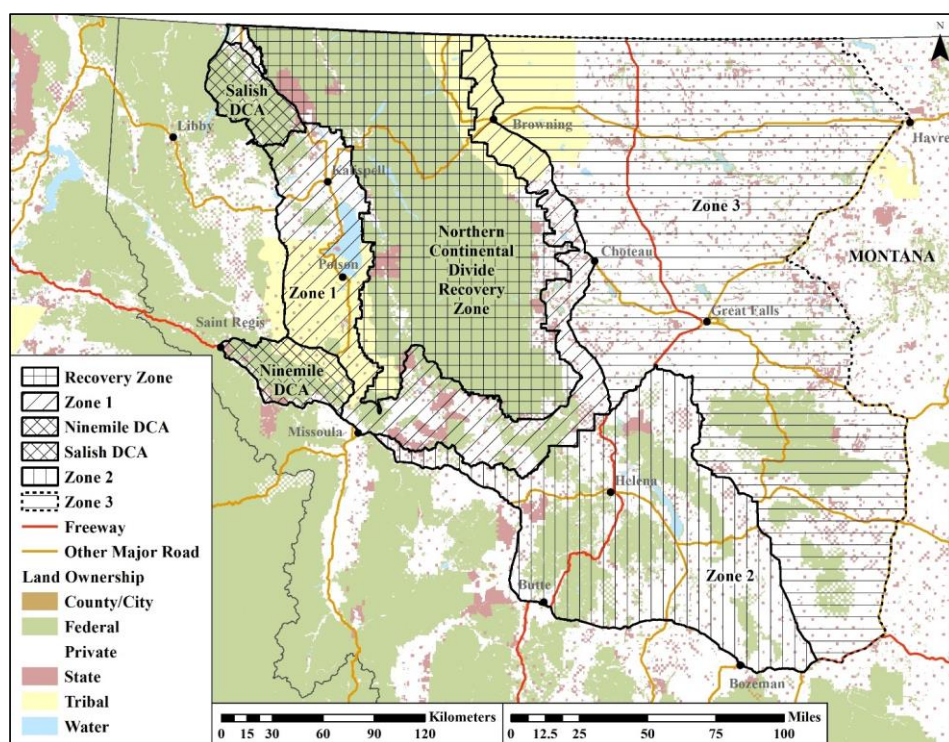 N
Salish
DCA
Libby
Browning
Havre
Kalispell
Zone 3
Northern
Continental
Divide
Recovery
Zone
Choteau
MONTANA
Polson
Zone 1
Great Falls
Saint Regis
Ninemile
DCA
Missoula
Helena
Zone 2
Butte
Bozeman
Recovery Zone
Zone 1
Ninemile DCA
Salish DCA
Zone 2
Zone 3
Freeway
Other Major Road
Land Ownership
County/City
Federal
Private
State
Tribal
Water
Kilometers
0 15 30 60 90 120
Miles
0 12.5 25 50 75 100